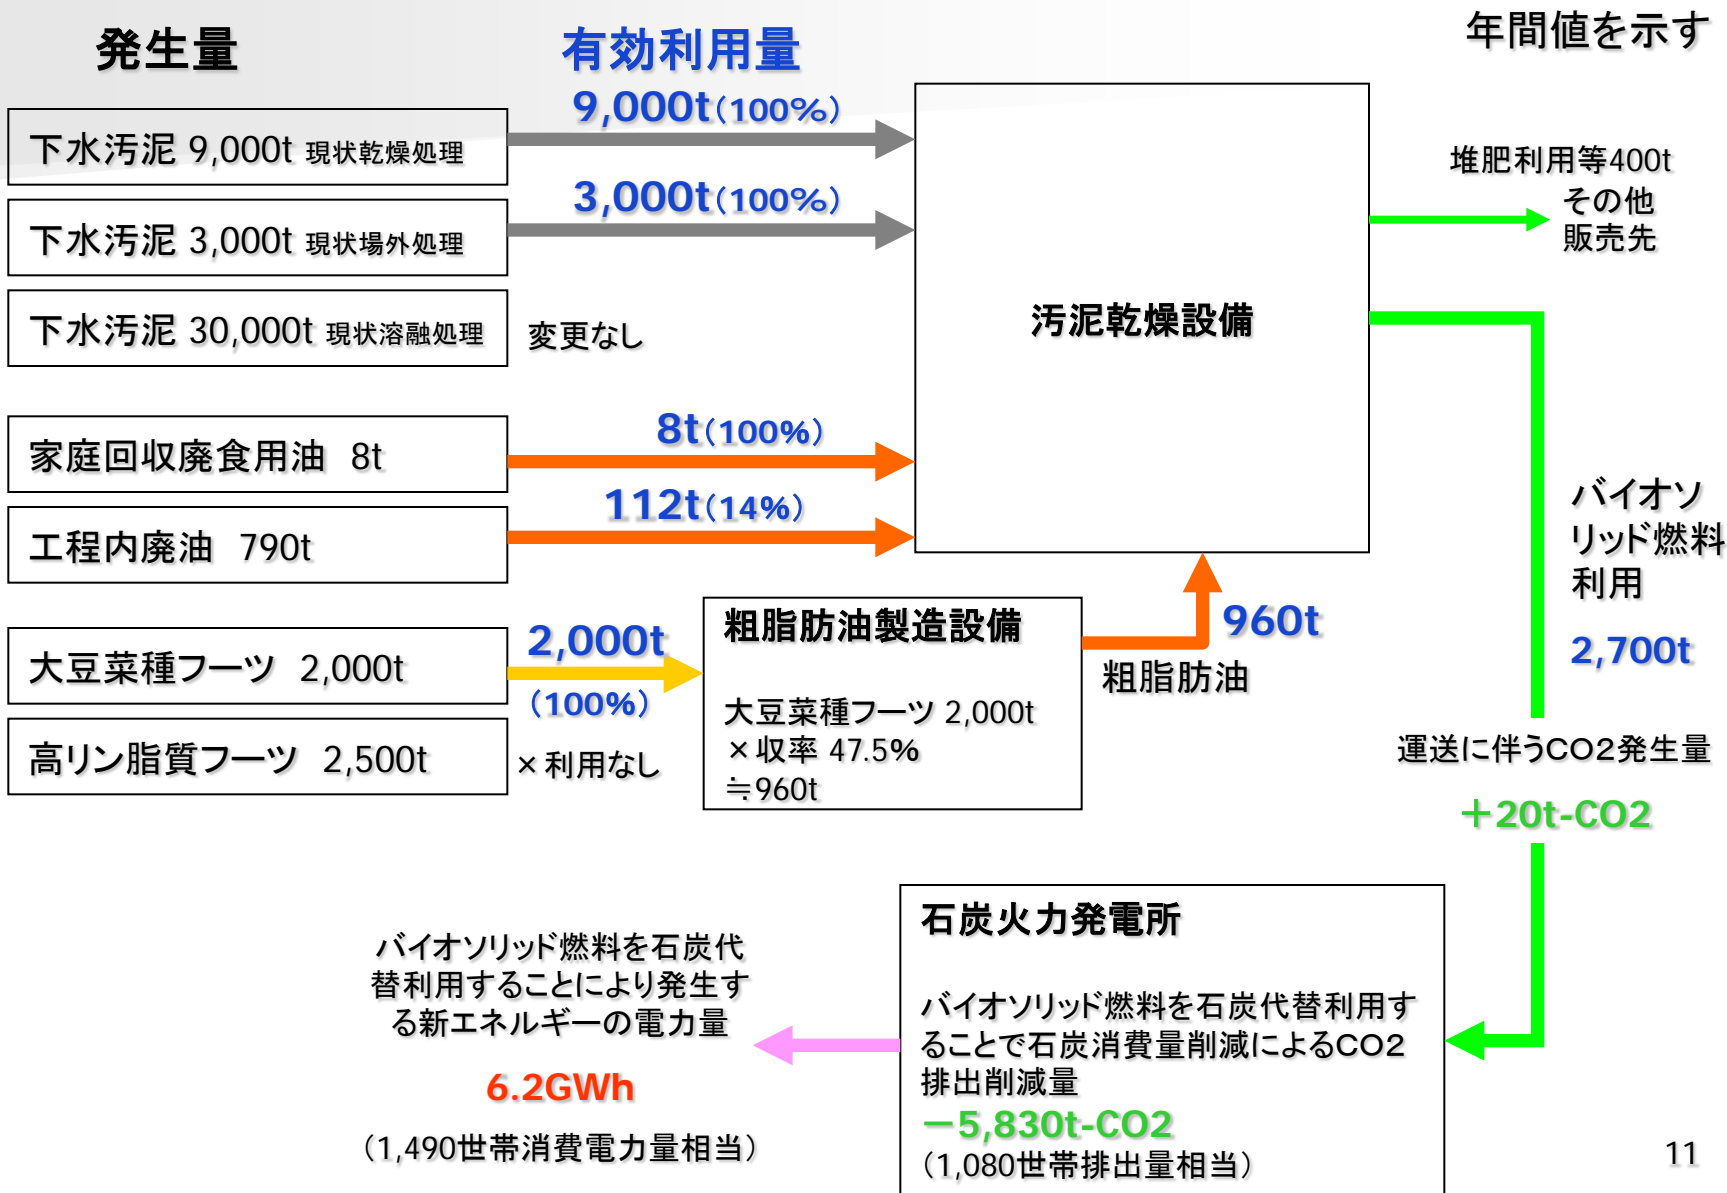 発生量
有効利用量
年間値を示す
9,000t（100%）
下水汚泥 9,000t 現状乾燥処理
3,000t（100%）
下水汚泥 3,000t 現状場外処理
下水汚泥 30,000t 現状溶融処理
変更なし
汚泥乾燥設備
堆肥利用等400t
その他
販売先
8t（100%）
家庭回収廃食用油 8t
112t（14%）
工程内廃油 790t
バイオソ
リッド燃料
利用
2,700t
2,000t
（100%）
大豆菜種フーツ 2,000t
粗脂肪油製造設備
大豆菜種フーツ 2,000t
×収率 47.5%
≒960t
960t
粗脂肪油
高リン脂質フーツ 2,500t
×利用なし
運送に伴うCO2発生量
＋20t-CO2
石炭火力発電所
バイオソリッド燃料を石炭代替利用す
ることで石炭消費量削減によるCO2
排出削減量
－5,830t-CO2
（1,080世帯排出量相当）
バイオソリッド燃料を石炭代
替利用することにより発生す
る新エネルギーの電力量
6.2GWh
（1,490世帯消費電力量相当）
11